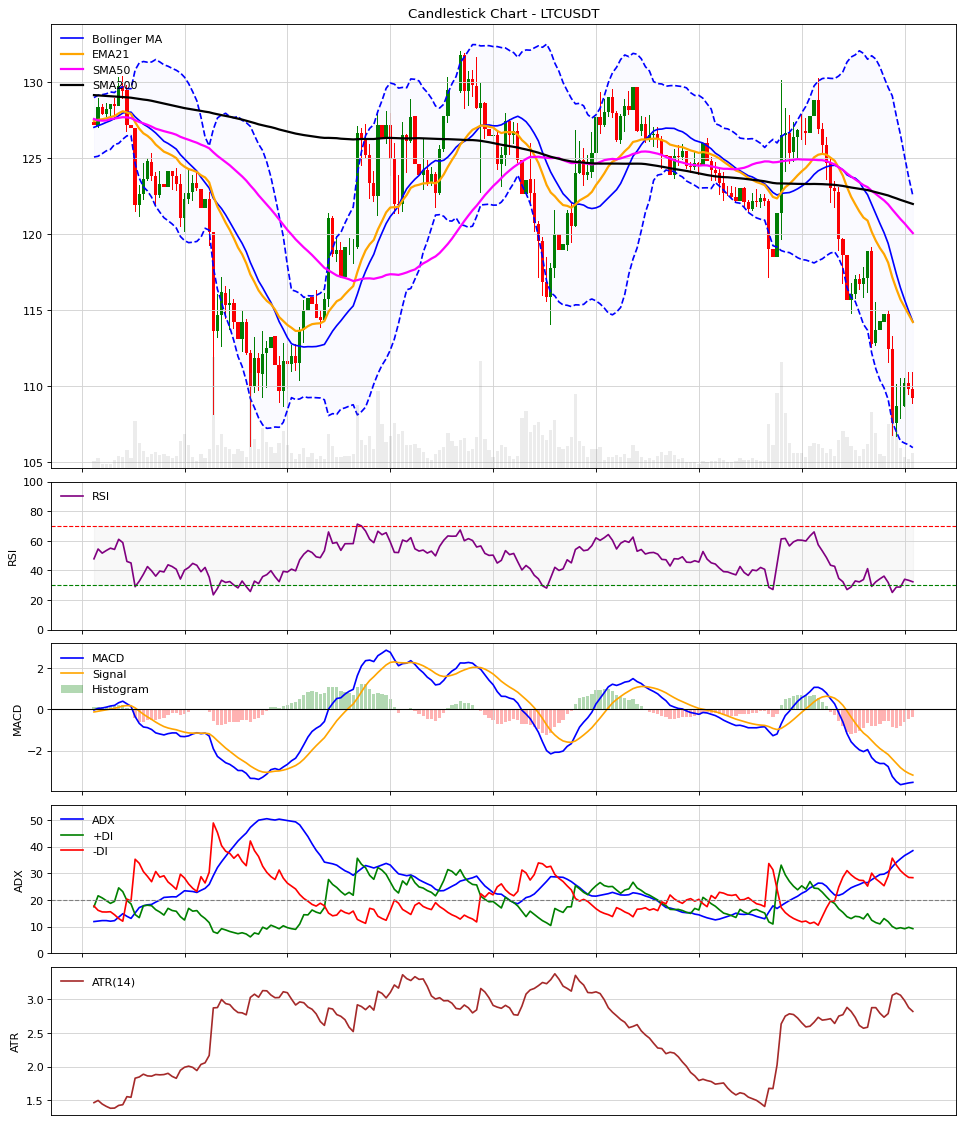 Candlestick Chart - LTCUSDT
Bollinger MA
EMA21
SMA50
SMA200
130
125
120
115
110
105
RSI
RSI
100
80
60
40
20
0
MACD
Signal
Histogram
MACD
2
0
−2
ADX
+DI
-DI
ADX
50
40
30
20
10
0
ATR(14)
ATR
3.0
2.5
2.0
1.5